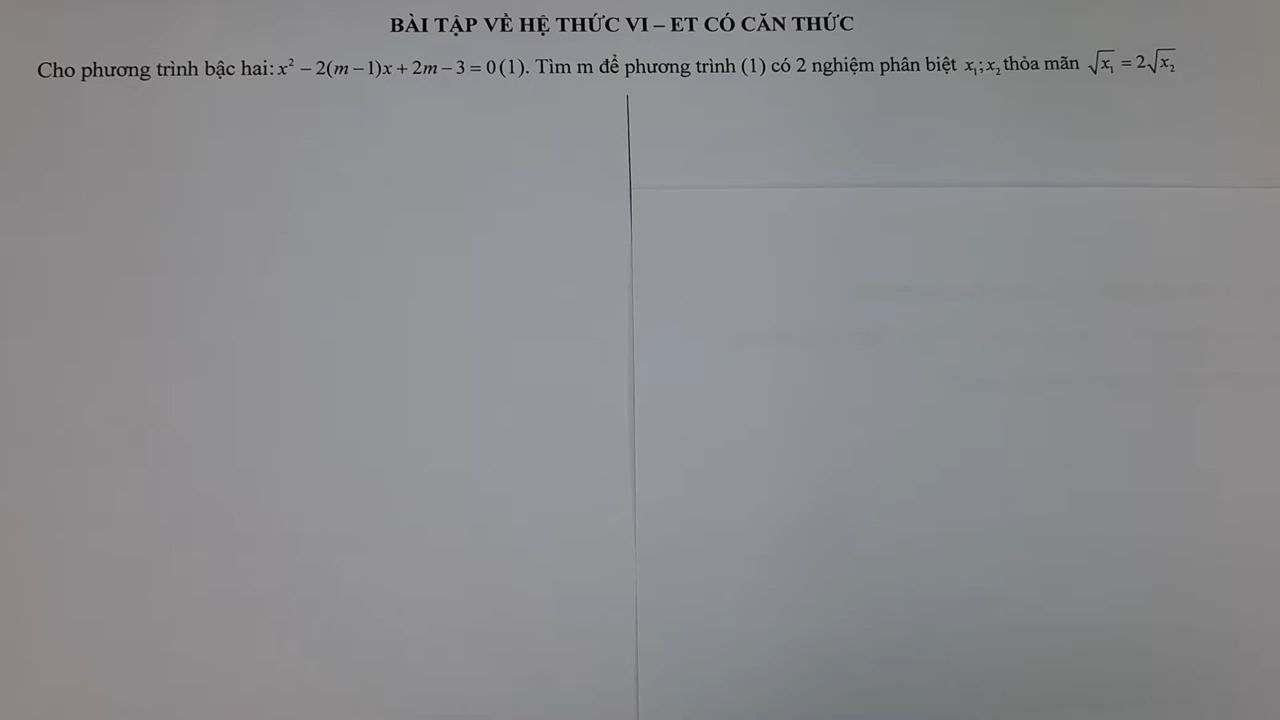 BÀI TẬP VỀ HỆ THỨC VI – ET CÓ CĂN THỨC
Cho phương trình bậc hai: x² – 2(m – 1)x + 2m – 3 = 0 (1). Tìm m để phương trình (1) có 2 nghiệm phân biệt x₁; x₂ thỏa mãn √x₁ = 2√x₂